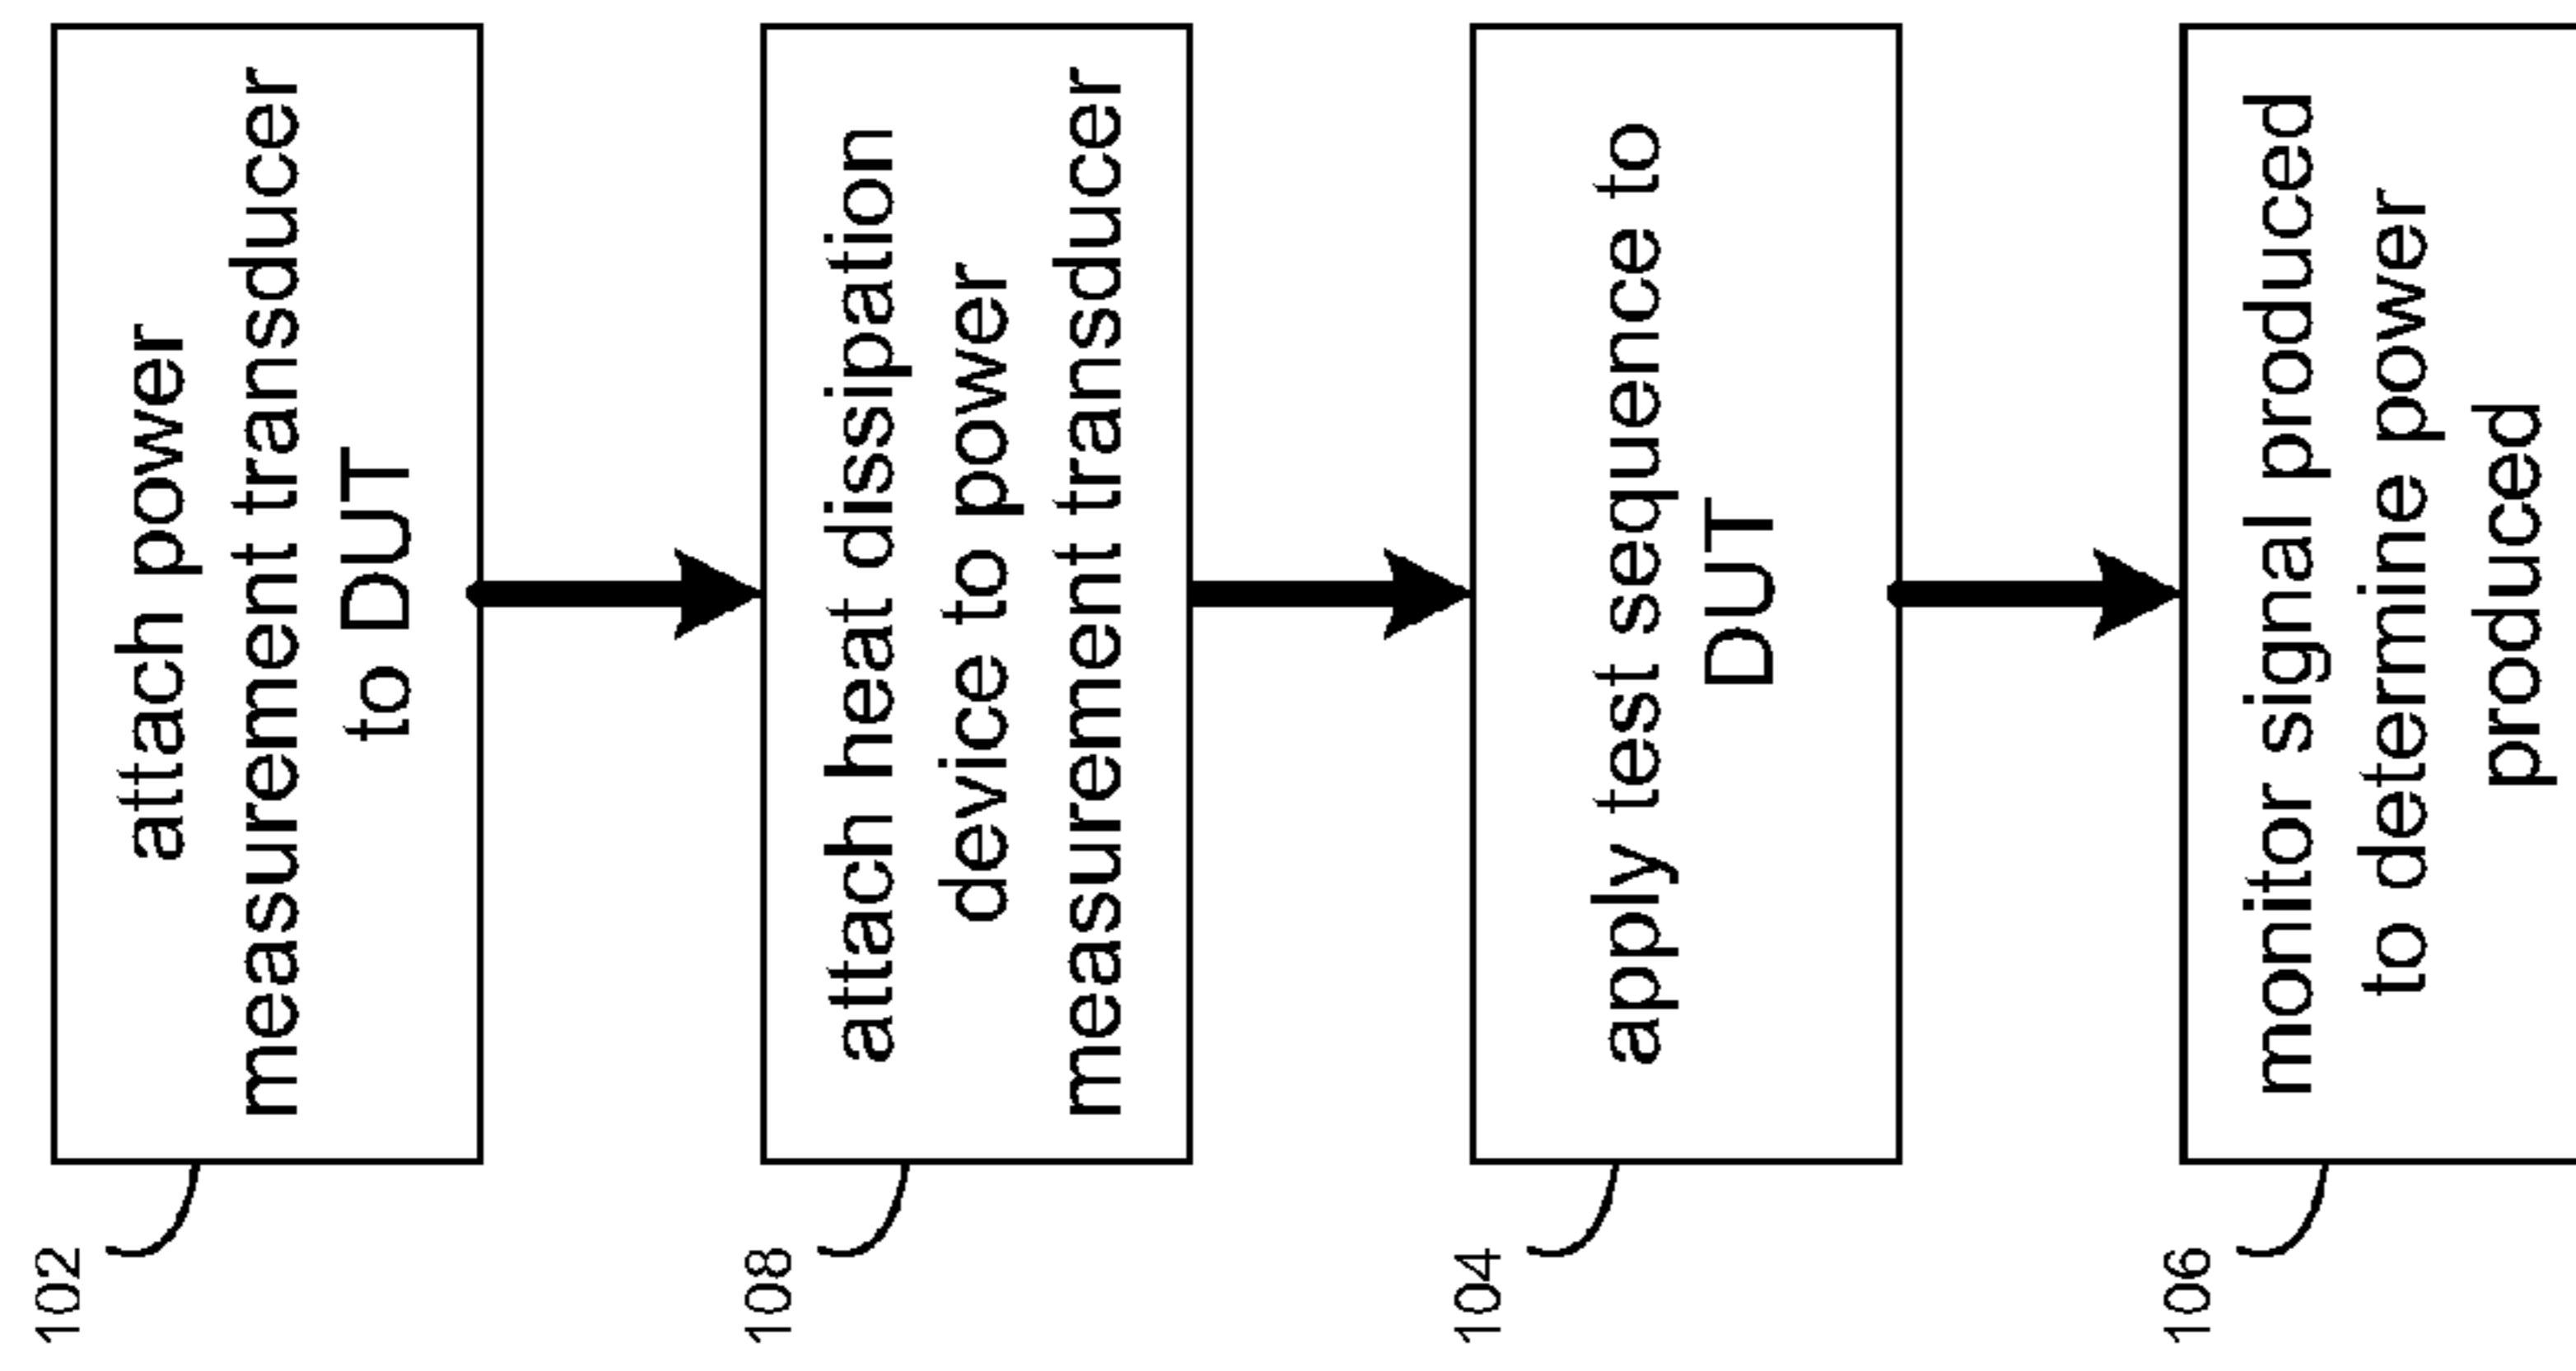 102
attach power
measurement transducer
to DUT
108
attach heat dissipation
device to power
measurement transducer
104
apply test sequence to
DUT
106
monitor signal produced
to determine power
produced